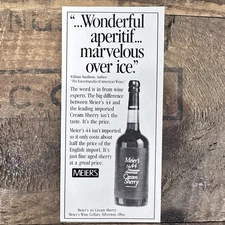 "...Wonderful
aperitif...
marvelous
over ice."
William Kaufman, Author
"The Encyclopedia of American Wines"
The word is in from wine
experts. The big difference
between Meier's 44 and
the leading imported
Cream Sherry isn't the
taste. It's the price.
Meier's 44 isn't imported,
so it only costs about
half the price of the
English import. It's
just fine aged sherry
at a great price.
MEIER'S
Meier's
44
Cream
Sherry
Meier's 44 Cream Sherry
Meier's Wine Cellars, Silverton, Ohio